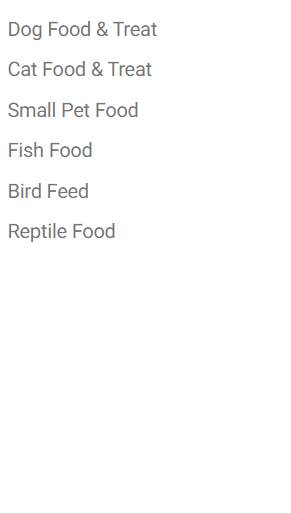 Dog Food & Treat
Cat Food & Treat
Small Pet Food
Fish Food
Bird Feed
Reptile Food